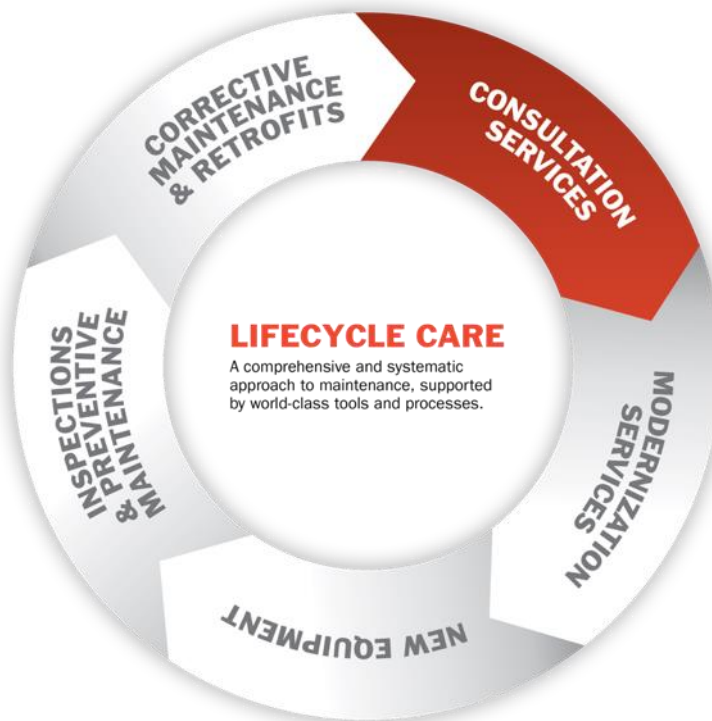 CORRECTIVE
MAINTENANCE
& RETROFITS
CONSULTATION
SERVICES
LIFECYCLE CARE
A comprehensive and systematic
approach to maintenance, supported
by world-class tools and processes.
INSPECTIONS
PREVENTIVE
& MAINTENANCE
MODERNIZATION
SERVICES
NEW EQUIPMENT